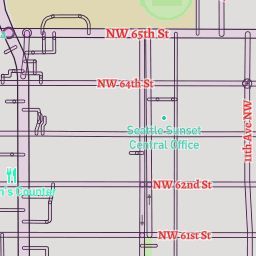 NW 65th St
NW 64th St
Seattle Sunset
Central Office
11th Ave NW
n's Counter
NW 62nd St
NW 61st St